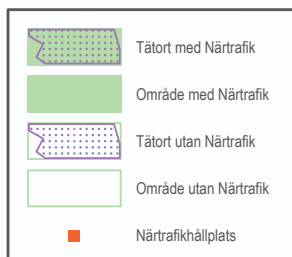 Tätort med Närtrafik
Område med Närtrafik
Tätort utan Närtrafik
Område utan Närtrafik
Närtrafikhållplats